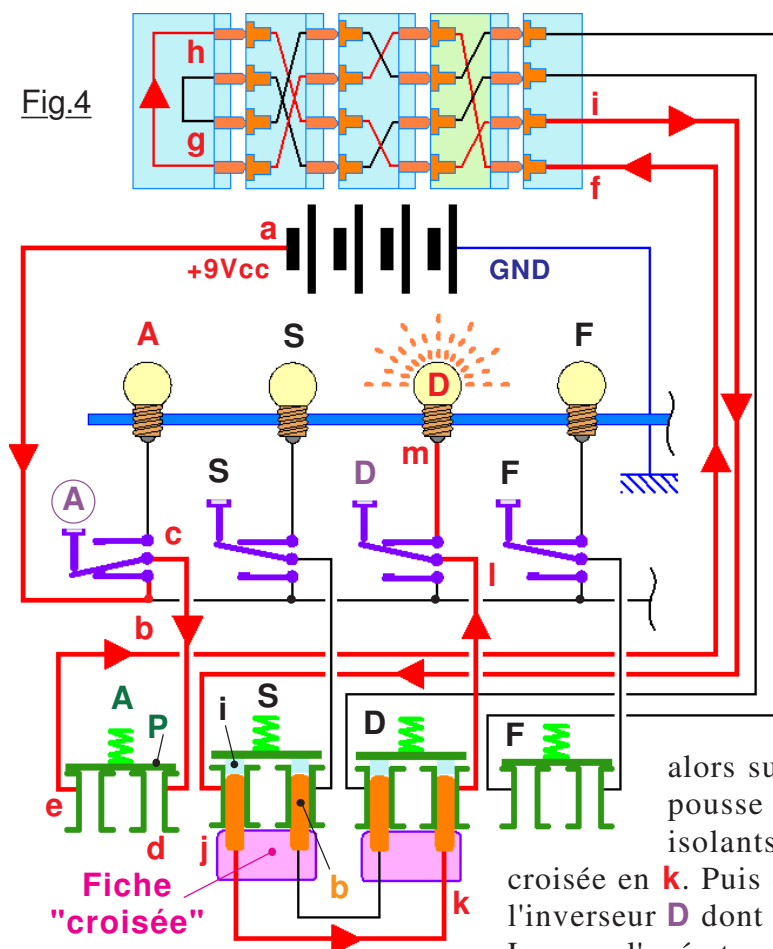 Fig.4
h
g
i
f
a
+9Vcc
GND
A
S
D
F
m
A
S
D
F
c
l
b
A
P
i
S
D
F
e
d
j
b
k
Fiche
"croisée"
alors su
pousse
isolants
croisée en k. Puis
l'inverseur D dont